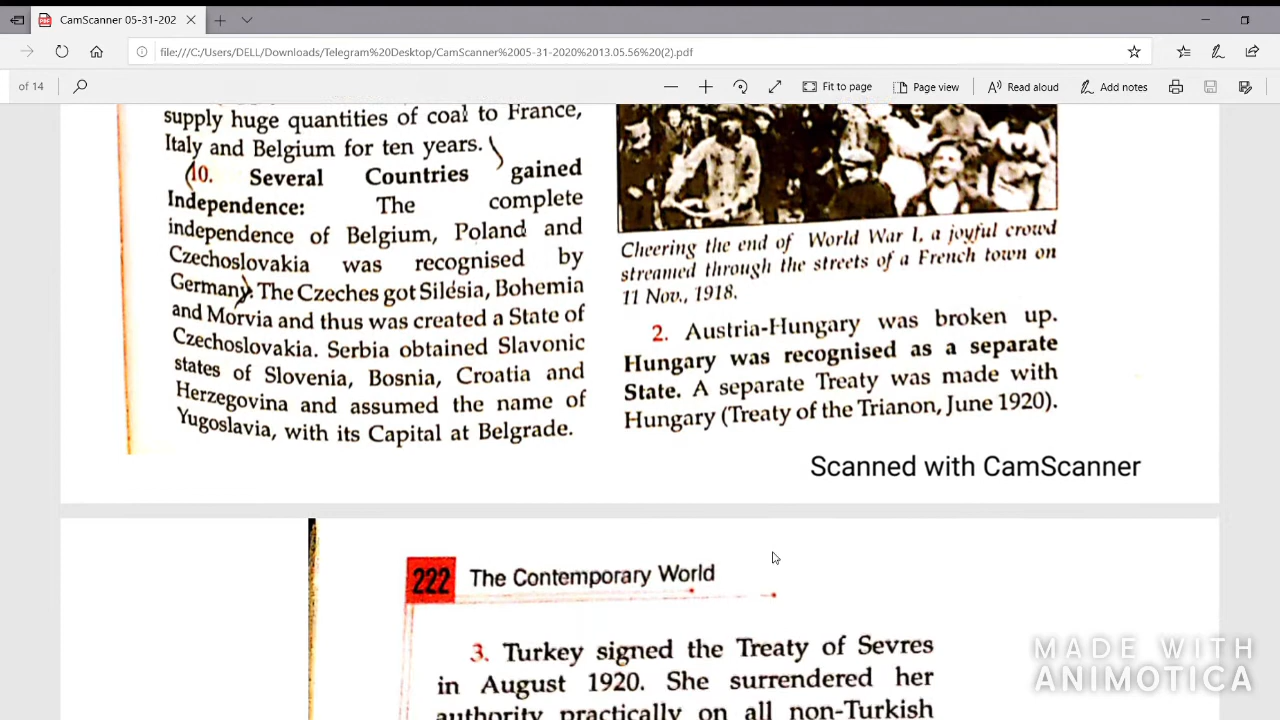 CamScanner 05-31-202
file:///C:/Users/DELL/Downloads/Telegram%20Desktop/CamScanner%2005-31-2020%2013.05.56%20(2).pdf
of 14
Fit to page
Page view
Read aloud
Add notes
supply huge quantities of coal to France,
Italy and Belgium for ten years.
10. Several Countries gained
Independence: The complete
independence of Belgium, Poland and
Czechoslovakia was recognised by
Germany. The Czeches got Silesia, Bohemia
and Morvia and thus was created a State of
Czechoslovakia. Serbia obtained Slavonic
states of Slovenia, Bosnia, Croatia and
Herzegovina and assumed the name of
Yugoslavia, with its Capital at Belgrade.
Cheering the end of World War I, a joyful crowd
streamed through the streets of a French town on
11 Nov., 1918.
2. Austria-Hungary was broken up.
Hungary was recognised as a separate
State. A separate Treaty was made with
Hungary (Treaty of the Trianon, June 1920).
Scanned with CamScanner
222 The Contemporary World
3. Turkey signed the Treaty of Sevres
in August 1920. She surrendered her
authority practically on all non-Turkish
MADE WITH
ANIMOTICA